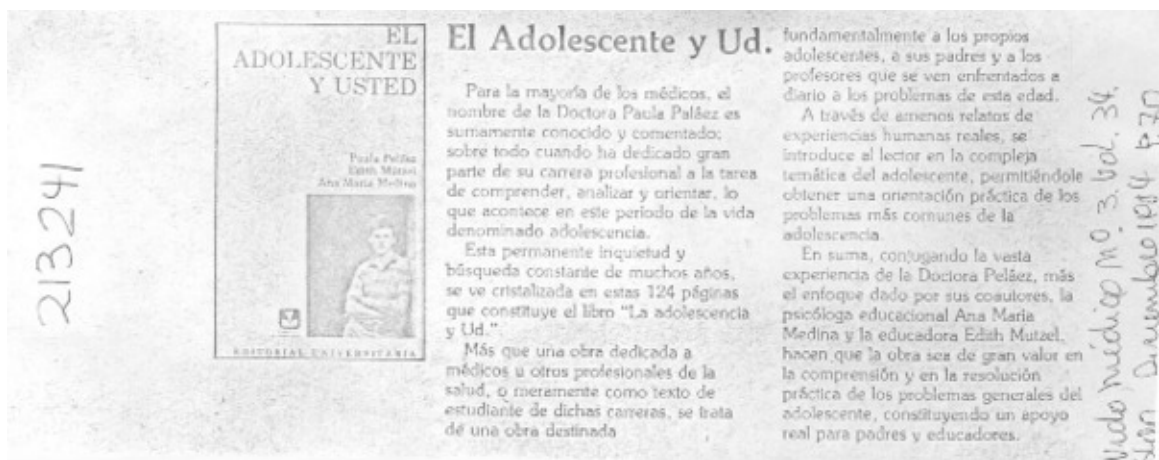 213241
EL
ADOLESCENTE
Y USTED
Paula Peláez
Edith
Ana María Medina
EDITORIAL UNIVERSITARIA
El Adolescente y Ud.
Para la mayoría de los médicos, el
nombre de la Doctora Paula Paláez es
sumamente conocido y comentado;
sobre todo cuando ha dedicado gran
parte de su carrera profesional a la tarea
de comprender, analizar y orientar, lo
que acontece en este período de la vida
denominado adolescencia.
Esta permanente inquietud y
búsqueda constante de muchos años,
se ve cristalizada en estas 124 páginas
que constituye el libro "La adolescencia
y Ud."
Más que una obra dedicada a
médicos u otros profesionales de la
salud, o meramente como texto de
estudiante de dichas carreras, se trata
de una obra destinada
fundamentalmente a los propios
adolescentes, a sus padres y a los
profesores que se ven enfrentados a
diario a los problemas de esta edad.
A través de amenos relatos de
experiencias humanas reales, se
introduce al lector en la compleja
temática del adolescente, permitiéndole
obtener una orientación práctica de los
problemas más comunes de la
adolescencia.
En suma, conjugando la vasta
experiencia de la Doctora Peláez, más
el enfoque dado por sus coautores, la
psicóloga educacional Ana María
Medina y la educadora Edith Mutzel,
hacen que la obra sea de gran valor en
la comprensión y en la resolución
práctica de los problemas generales del
adolescente, constituyendo un apoyo
real para padres y educadores.
Vida Médica Nº 3. Vol. 34.
1984 p. 70